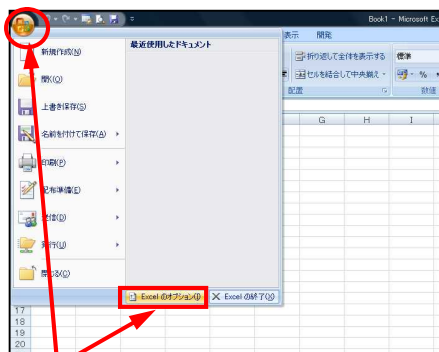 Book1 - Microsoft Ex
表示 開発
新規作成(N)
最近使用したドキュメント
開く(O)
上書き保存(S)
名前を付けて保存(A)
印刷(P)
配布準備(E)
送信(D)
発行(U)
閉じる(C)
Excel のオプション(I)
Excel の終了(X)
折り返して全体を表示する
標準
セルを結合して中央揃え
%
配置
数値
G H I
17
18
19
20